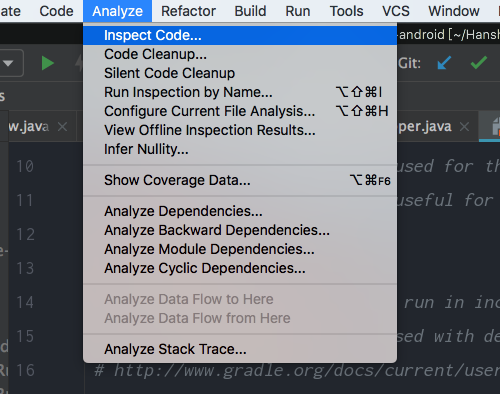 ate Code Analyze Refactor Build Run Tools VCS Window
Inspect Code...
android [~/Hansh
Code Cleanup...
Git:
Silent Code Cleanup
Run Inspection by Name... ⌥⇧⌘I
Configure Current File Analysis... ⌥⇧⌘H
w.java
per.java
View Offline Inspection Results...
Infer Nullity...
10 used for th
Show Coverage Data... ⌥⌘F6
11 useful for
Analyze Dependencies...
12
Analyze Backward Dependencies...
Analyze Module Dependencies...
13
Analyze Cyclic Dependencies...
Analyze Data Flow to Here
14 run in inc
Analyze Data Flow from Here
15 sed with de
Analyze Stack Trace...
16 # http://www.gradle.org/docs/current/user